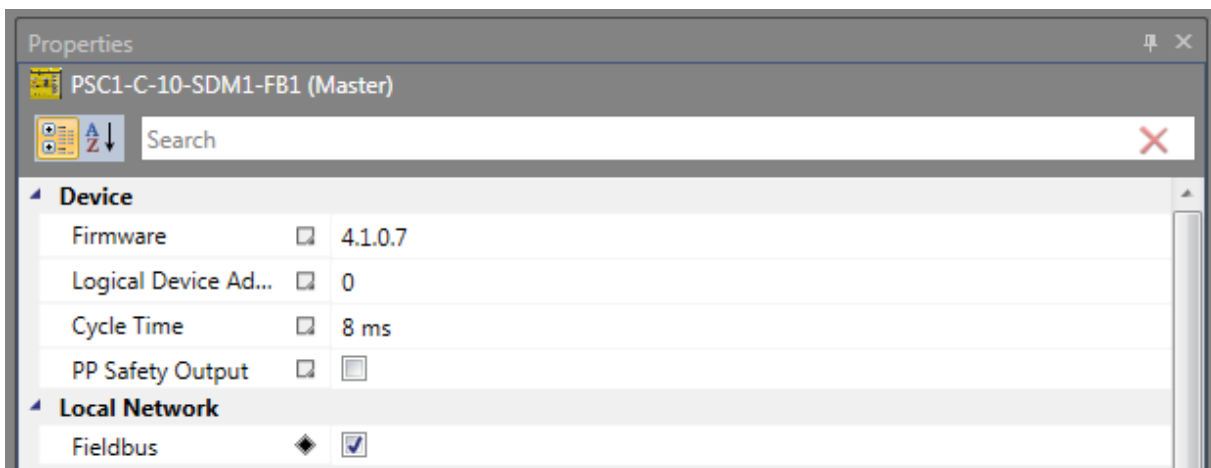 Properties
PSC1-C-10-SDM1-FB1 (Master)
Search
Device
Firmware 4.1.0.7
Logical Device Ad... 0
Cycle Time 8 ms
PP Safety Output
Local Network
Fieldbus